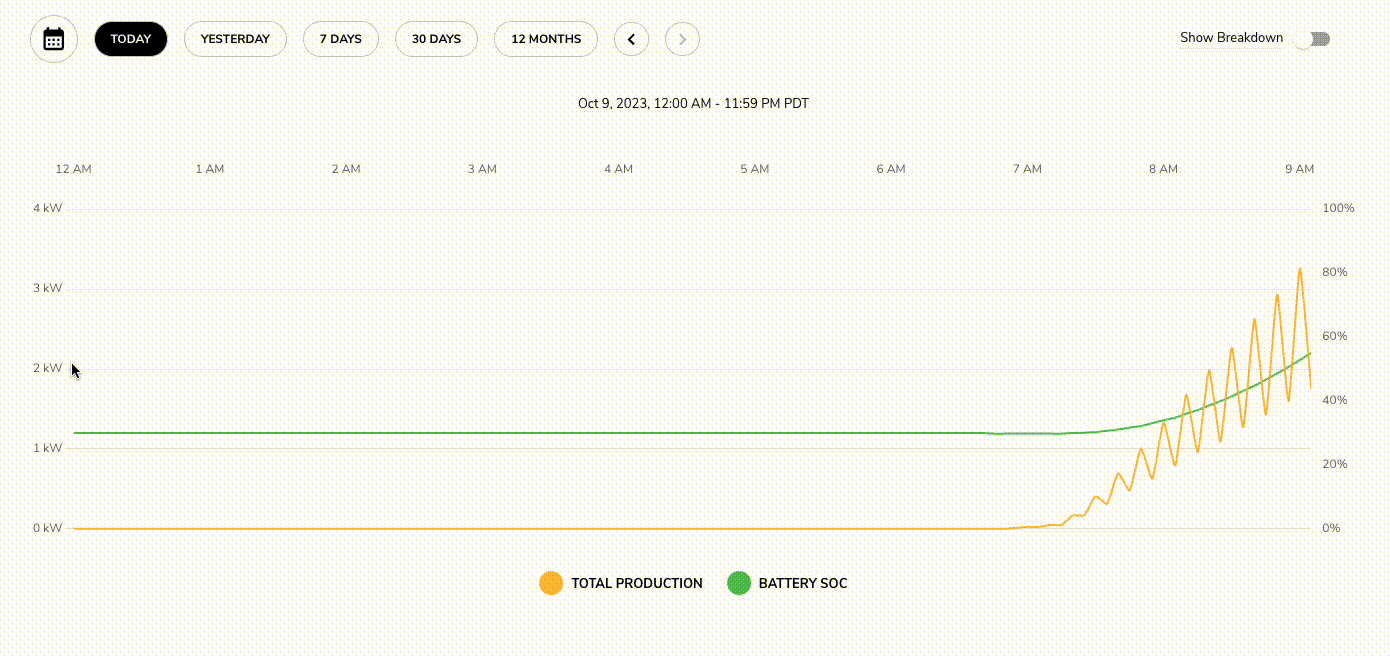 TODAY YESTERDAY 7 DAYS 30 DAYS 12 MONTHS Show Breakdown
Oct 9, 2023, 12:00 AM - 11:59 PM PDT
12 AM 1 AM 2 AM 3 AM 4 AM 5 AM 6 AM 7 AM 8 AM 9 AM
4 kW 100%
80%
3 kW
60%
2 kW
40%
1 kW
20%
0 kW 0%
TOTAL PRODUCTION BATTERY SOC